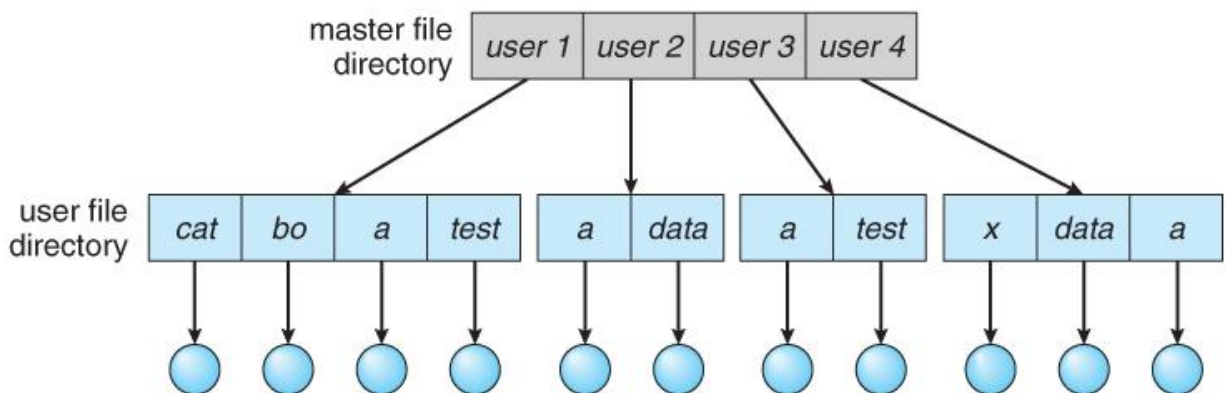 master file directory
user 1 user 2 user 3 user 4
user file directory
cat bo a test a data a test x data a